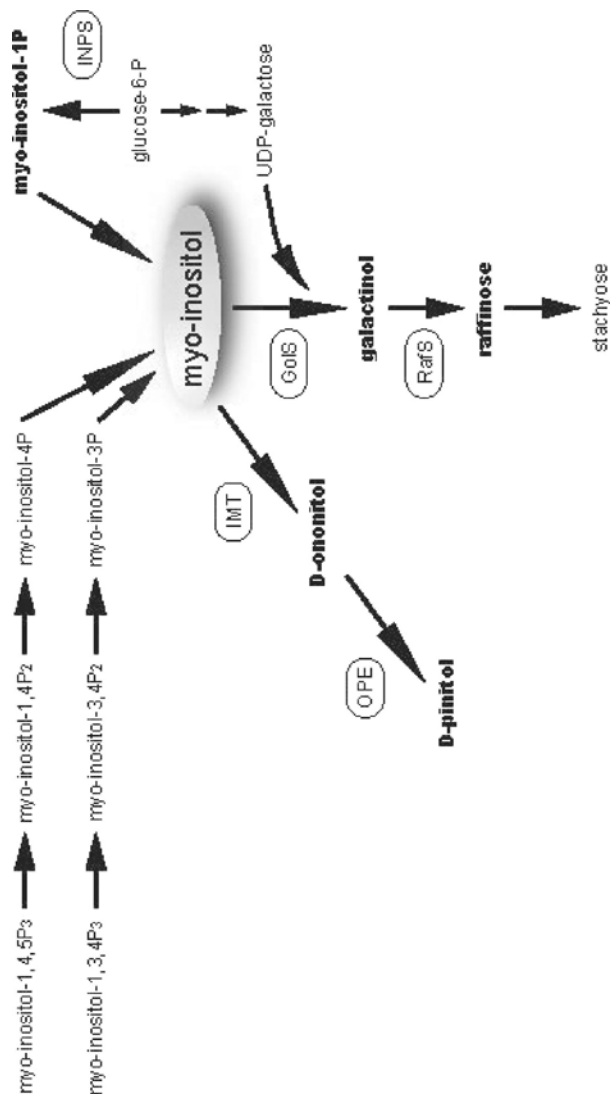 myo-inositol-1,4,5P3
myo-inositol-1,4P2
myo-inositol-4P
myo-inositol-1P
INPS
myo-inositol-1,3,4P3
myo-inositol-3,4P2
myo-inositol-3P
glucose-6-P
myo-inositol
UDP-galactose
IMT
GolS
D-ononitol
galactinol
OPE
RafS
D-pinitol
raffinose
stachyose